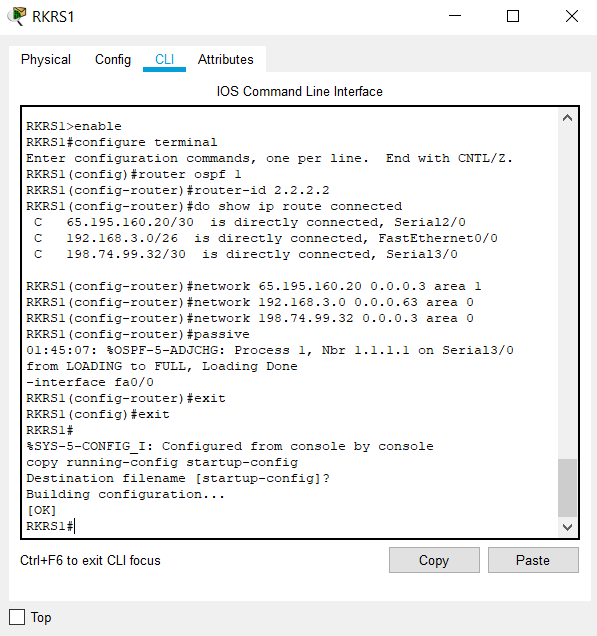 RKRS1
Physical Config CLI Attributes
IOS Command Line Interface
RKRS1>enable
RKRS1#configure terminal
Enter configuration commands, one per line.  End with CNTL/Z.
RKRS1(config)#router ospf 1
RKRS1(config-router)#router-id 2.2.2.2
RKRS1(config-router)#do show ip route connected
 C   65.195.160.20/30  is directly connected, Serial2/0
 C   192.168.3.0/26  is directly connected, FastEthernet0/0
 C   198.74.99.32/30  is directly connected, Serial3/0
RKRS1(config-router)#network 65.195.160.20 0.0.0.3 area 1
RKRS1(config-router)#network 192.168.3.0 0.0.0.63 area 0
RKRS1(config-router)#network 198.74.99.32 0.0.0.3 area 0
RKRS1(config-router)#passive
01:45:07: %OSPF-5-ADJCHG: Process 1, Nbr 1.1.1.1 on Serial3/0
from LOADING to FULL, Loading Done
-interface fa0/0
RKRS1(config-router)#exit
RKRS1(config)#exit
RKRS1#
%SYS-5-CONFIG_I: Configured from console by console
copy running-config startup-config
Destination filename [startup-config]?
Building configuration...
[OK]
RKRS1#
Ctrl+F6 to exit CLI focus
Copy Paste
Top